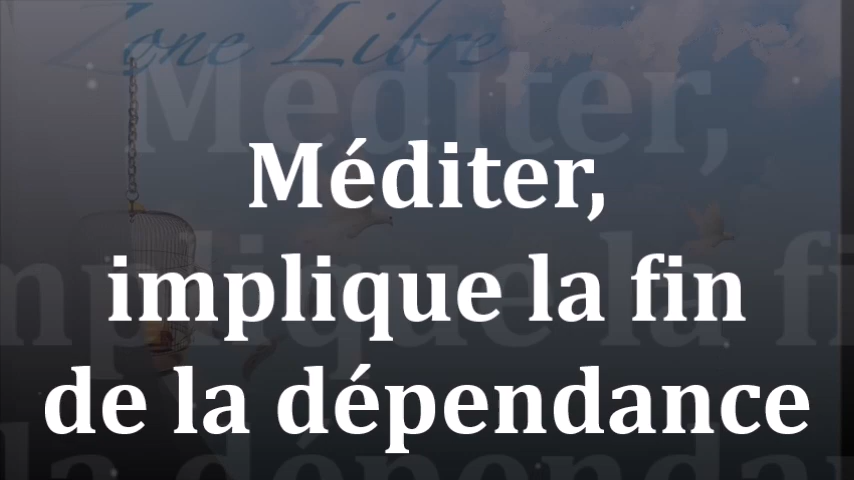 Zone Libre
Méditer,
implique la fin
de la dépendance